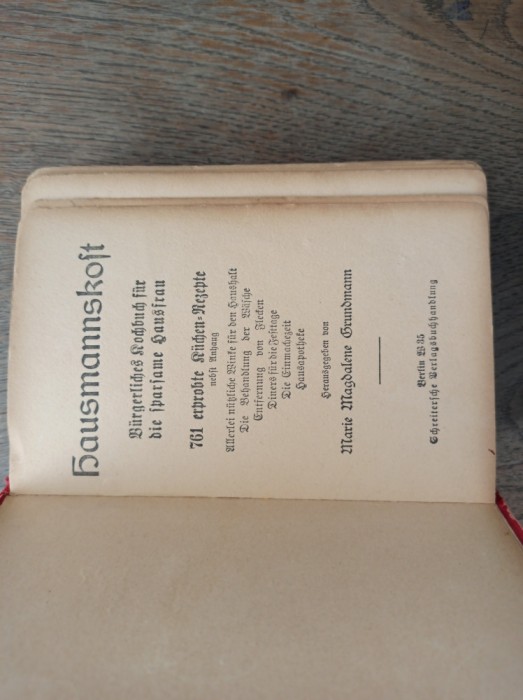 Hausmannskost
Bürgerliches Kochbuch für
die sparsame Hausfrau
761 erprobte Küchen-Rezepte
nebst Anhang
Allerlei nützliche Winke für den Haushalt
Die Behandlung der Wäsche
Entfernung von Flecken
Diners für die Festtage
Die Einmachezeit
Hausapotheke
Herausgegeben von
Marie Magdalene Grundmann
Berlin W 35
Schreitersche Verlagsbuchhandlung